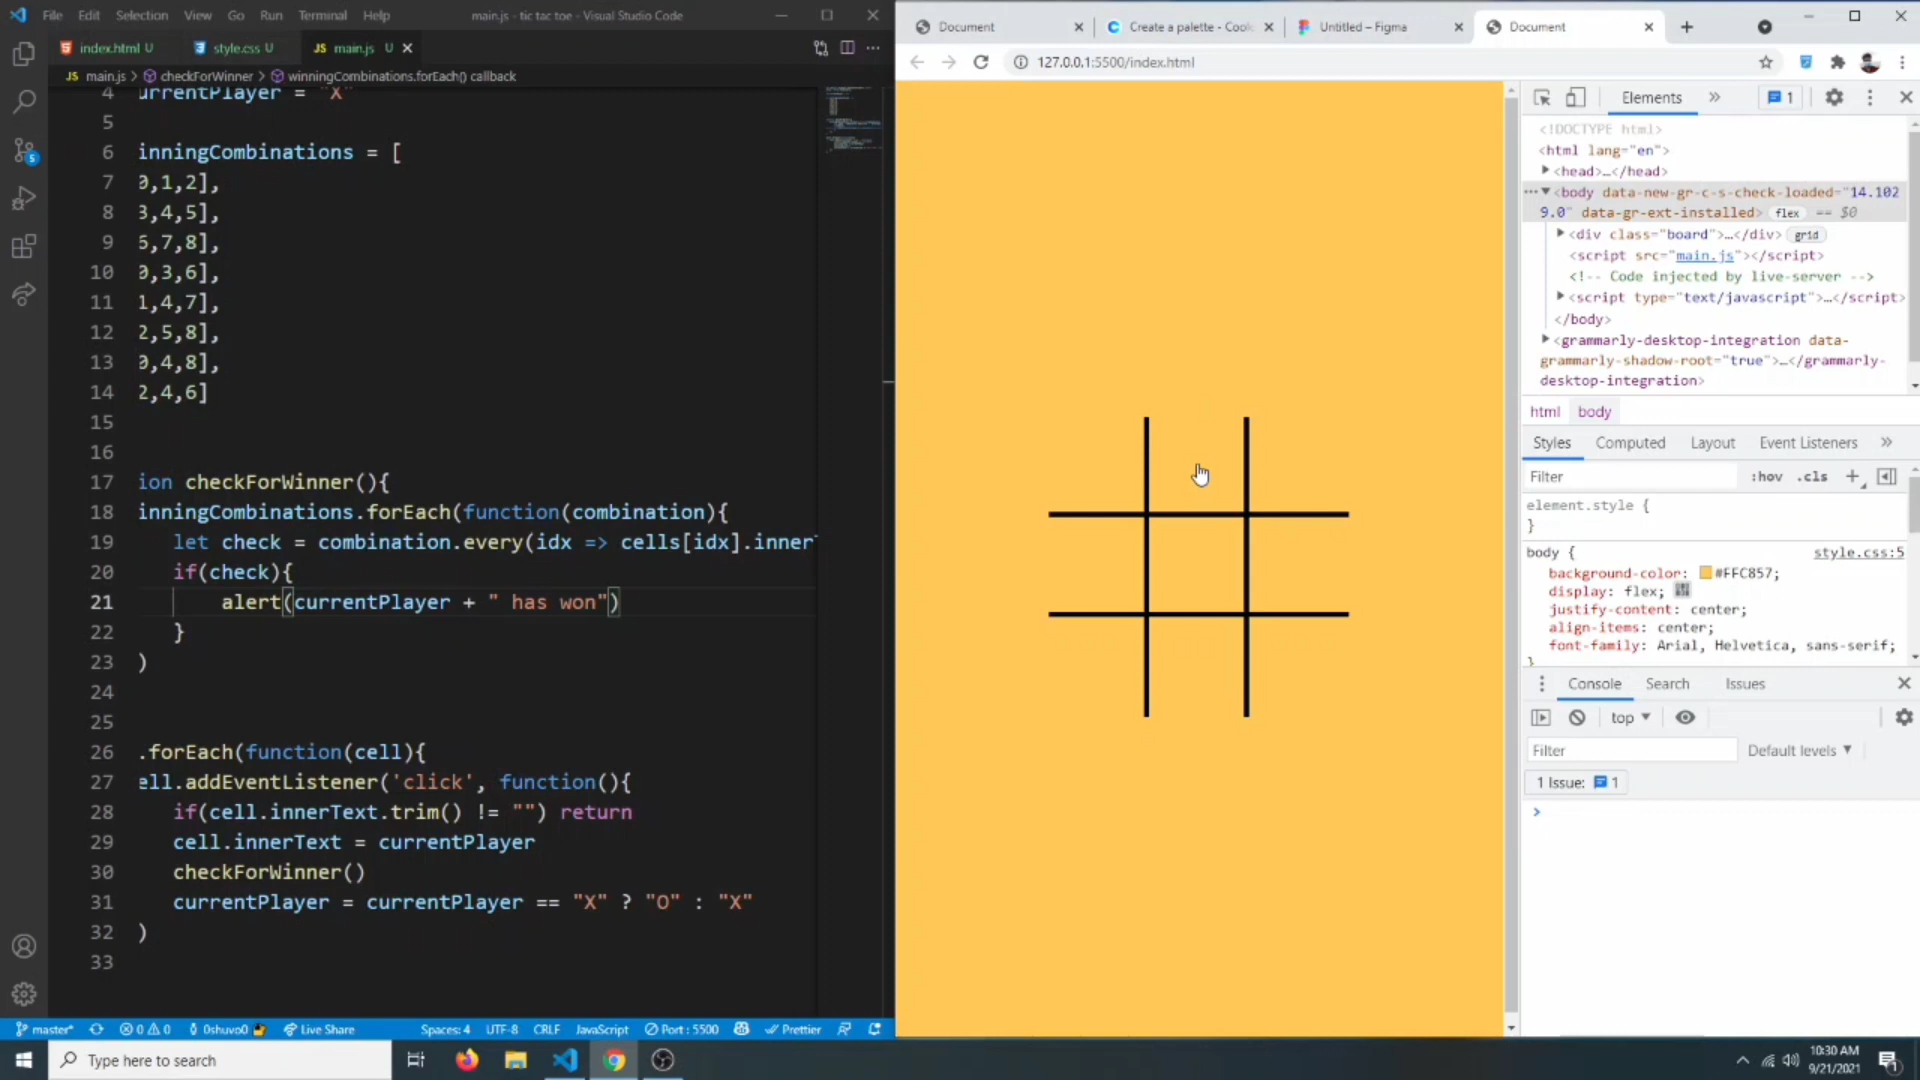 File Edit Selection View Go Run Terminal Help main.js - tic tac toe - Visual Studio Code
index.html U style.css U JS main.js U
JS main.js > checkForWinner > winningCombinations.forEach() callback
4 urrentPlayer = "X"
5
6 inningCombinations = [
7 0,1,2],
8 3,4,5],
9 6,7,8],
10 0,3,6],
11 1,4,7],
12 2,5,8],
13 0,4,8],
14 2,4,6]
15
16
17 ion checkForWinner(){
18 inningCombinations.forEach(function(combination){
19 let check = combination.every(idx => cells[idx].inner
20 if(check){
21 alert(currentPlayer + " has won")
22 }
23 )
24
25
26 .forEach(function(cell){
27 ell.addEventListener('click', function(){
28 if(cell.innerText.trim() != "") return
29 cell.innerText = currentPlayer
30 checkForWinner()
31 currentPlayer = currentPlayer == "X" ? "O" : "X"
32 )
33
master* 0 0 0shuvo0 Live Share Spaces: 4 UTF-8 CRLF JavaScript Port : 5500 Prettier
Document Create a palette - Coo Untitled – Figma Document
127.0.0.1:5500/index.html
Elements 1
<!DOCTYPE html>
<html lang="en">
<head>…</head>
<body data-new-gr-c-s-check-loaded="14.102
9.0" data-gr-ext-installed> flex == $0
<div class="board">…</div> grid
<script src="main.js"></script>
<!-- Code injected by live-server -->
<script type="text/javascript">…</script>
</body>
<grammarly-desktop-integration data-
grammarly-shadow-root="true">…</grammarly-
desktop-integration>
html body
Styles Computed Layout Event Listeners
Filter :hov .cls
element.style {
}
body { style.css:5
background-color: #FFC857;
display: flex;
justify-content: center;
align-items: center;
font-family: Arial, Helvetica, sans-serif;
}
Console Search Issues
top
Filter Default levels
1 Issue: 1
Type here to search
10:30 AM
9/21/2021